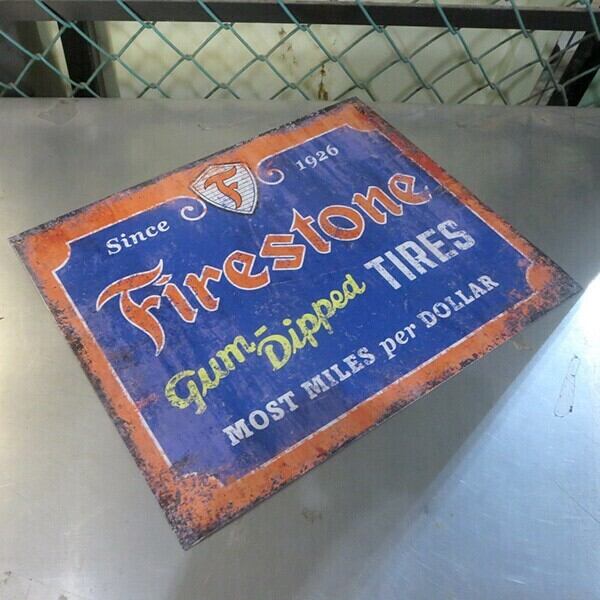 Since 1926
F
Firestone
Gum-Dipped TIRES
MOST MILES per DOLLAR